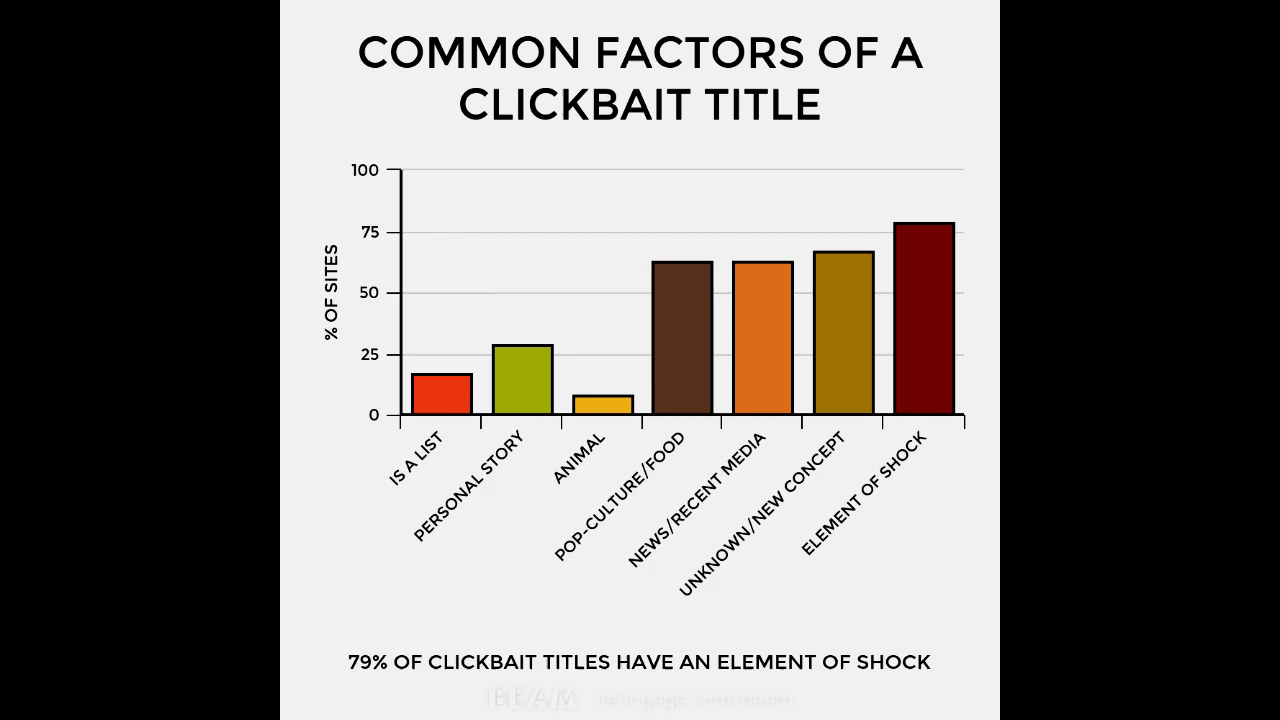 COMMON FACTORS OF A
CLICKBAIT TITLE
100
75
50
25
0
% OF SITES
IS A LIST
PERSONAL STORY
ANIMAL
POP-CULTURE/FOOD
NEWS/RECENT MEDIA
UNKNOWN/NEW CONCEPT
ELEMENT OF SHOCK
79% OF CLICKBAIT TITLES HAVE AN ELEMENT OF SHOCK
BEAM